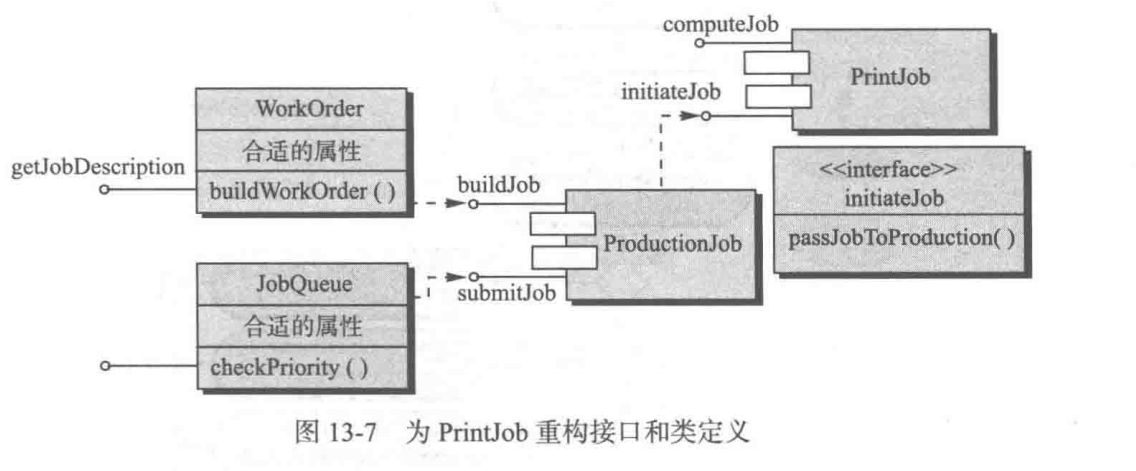 computeJob
PrintJob
initiateJob
WorkOrder
合适的属性
buildWorkOrder ( )
getJobDescription
buildJob
ProductionJob
submitJob
<<interface>>
initiateJob
passJobToProduction( )
JobQueue
合适的属性
checkPriority ( )
图 13-7 为 PrintJob 重构接口和类定义